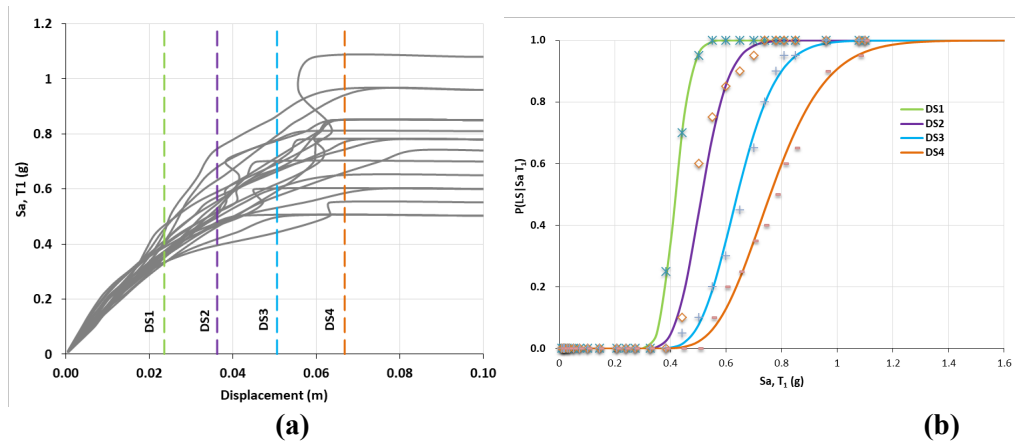 1.2
1
0.8
0.6
0.4
0.2
0
Sa, T1 (g)
DS1
DS2
DS3
DS4
0.00
0.02
0.04
0.06
0.08
0.10
Displacement (m)
(a)
1.0
0.8
0.6
0.4
0.2
0.0
P(LS|Sa T1)
DS1
DS2
DS3
DS4
0
0.2
0.4
0.6
0.8
1
1.2
1.4
1.6
Sa, T1 (g)
(b)